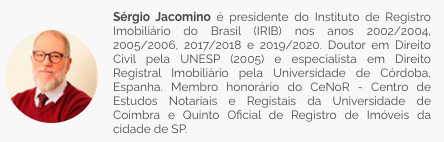 Sérgio Jacomino é presidente do Instituto de Registro
Imobiliário do Brasil (IRIB) nos anos 2002/2004,
2005/2006, 2017/2018 e 2019/2020. Doutor em Direito
Civil pela UNESP (2005) e especialista em Direito
Registral Imobiliário pela Universidade de Córdoba,
Espanha. Membro honorário do CeNoR - Centro de
Estudos Notariais e Registais da Universidade de
Coimbra e Quinto Oficial de Registro de Imóveis da
cidade de SP.